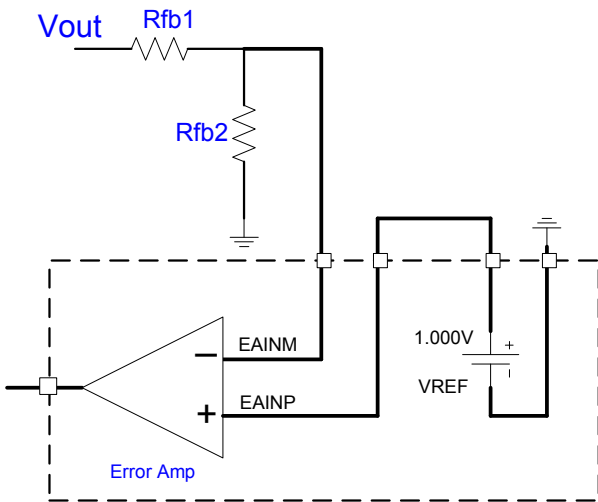 Rfb1
Vout
Rfb2
1.000V
+
-
VREF
EAINM
−
EAINP
+
Error Amp